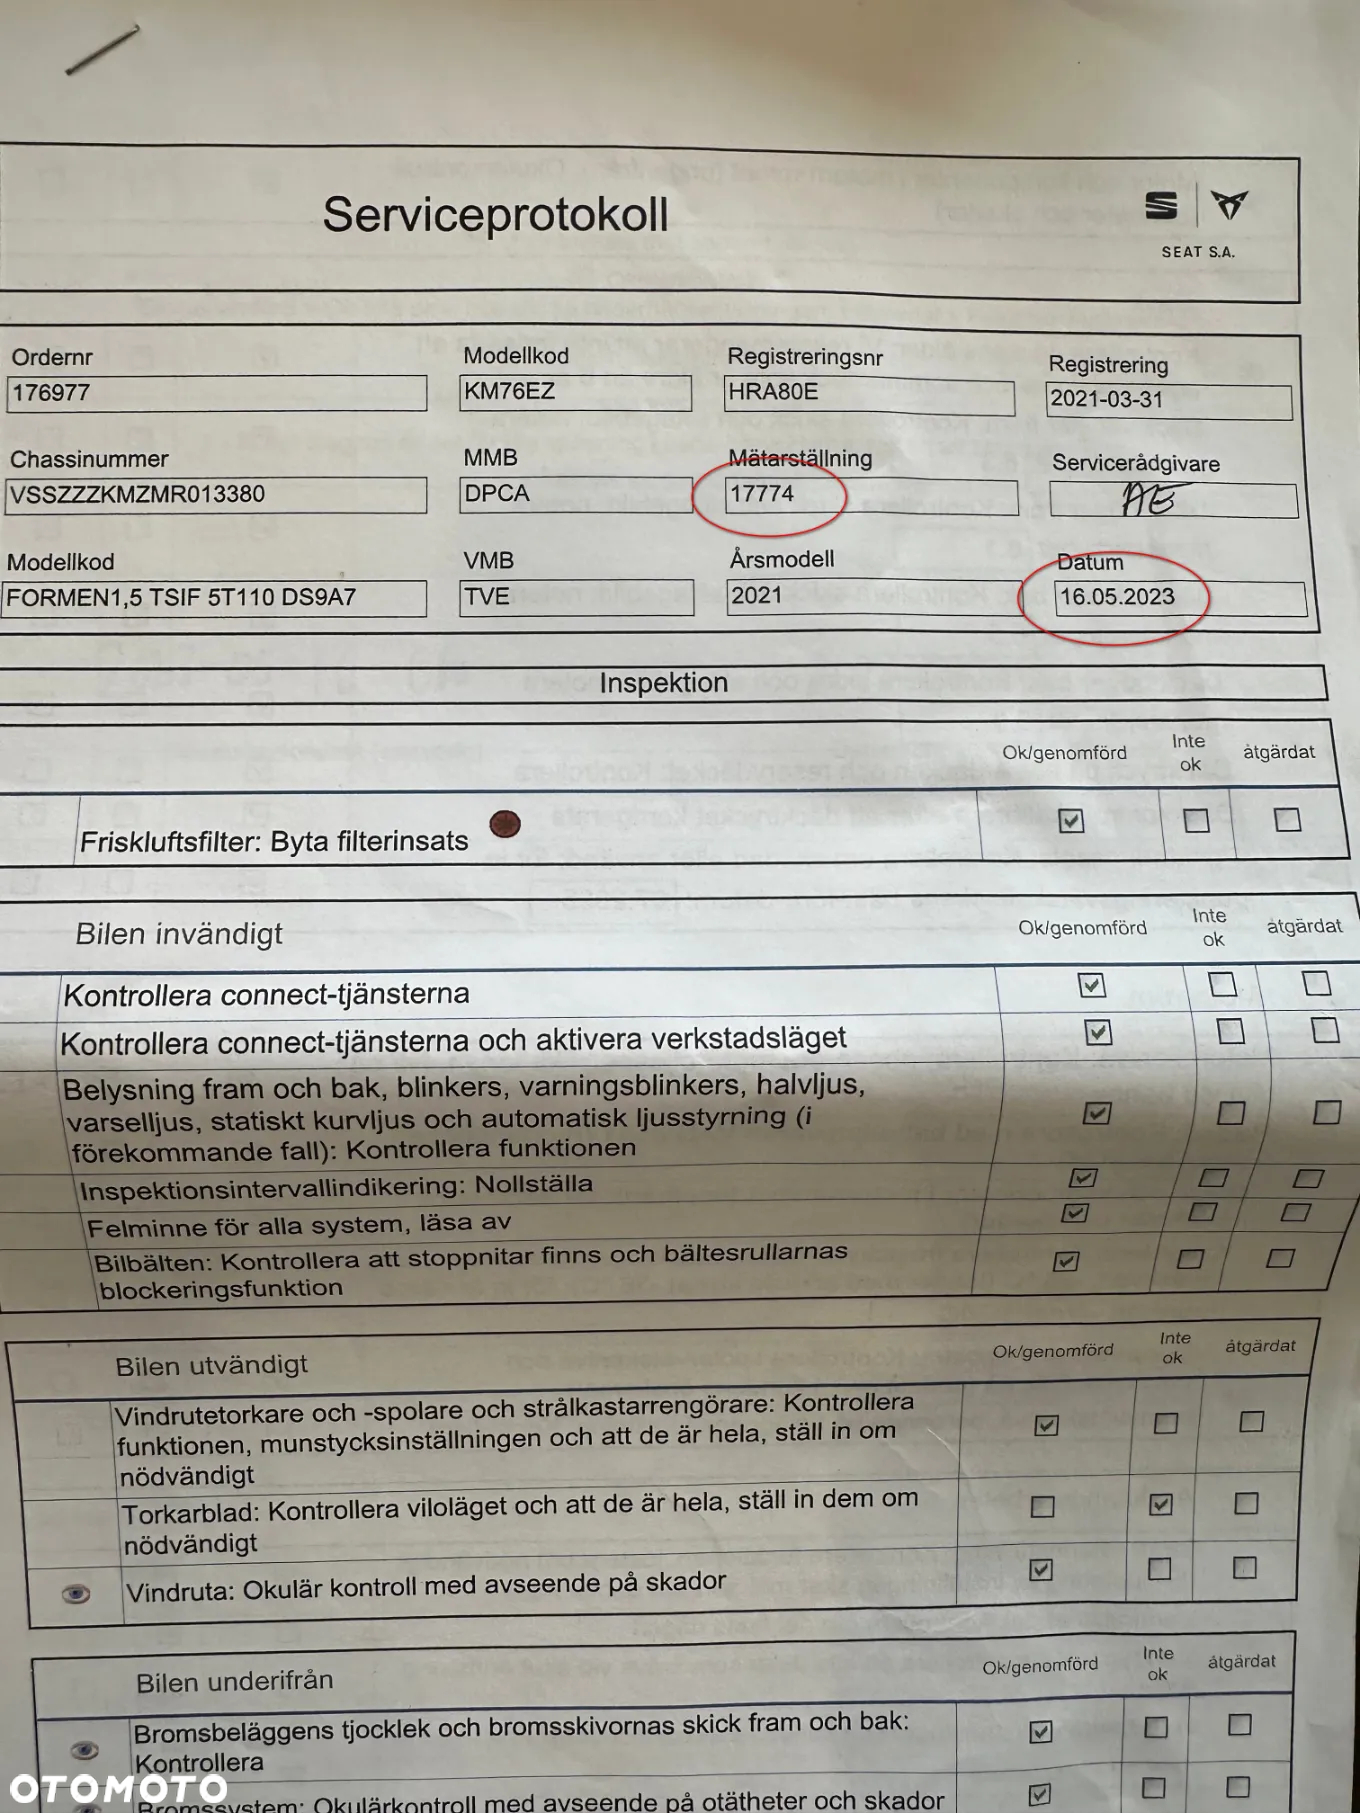 Serviceprotokoll
SEAT S.A.
Ordernr
Modellkod
Registreringsnr
Registrering
176977
KM76EZ
HRA80E
2021-03-31
Chassinummer
MMB
Mätarställning
Servicerådgivare
VSSZZZKMZMR013380
DPCA
17774
AE
Modellkod
VMB
Årsmodell
Datum
FORMEN1,5 TSIF 5T110 DS9A7
TVE
2021
16.05.2023
Inspektion
Ok/genomförd
Inte
ok
åtgärdat
Friskluftsfilter: Byta filterinsats
Bilen invändigt
Ok/genomförd
Inte
ok
åtgärdat
Kontrollera connect-tjänsterna
Kontrollera connect-tjänsterna och aktivera verkstadsläget
Belysning fram och bak, blinkers, varningsblinkers, halvljus,
varselljus, statiskt kurvljus och automatisk ljusstyrning (i
förekommande fall): Kontrollera funktionen
Inspektionsintervallindikering: Nollställa
Felminne för alla system, läsa av
Bilbälten: Kontrollera att stoppnitar finns och bältesrullarnas
blockeringsfunktion
Bilen utvändigt
Ok/genomförd
Inte
ok
åtgärdat
Vindrutetorkare och -spolare och strålkastarrengörare: Kontrollera
funktionen, munstycksinställningen och att de är hela, ställ in om
nödvändigt
Torkarblad: Kontrollera viloläget och att de är hela, ställ in dem om
nödvändigt
Vindruta: Okulär kontroll med avseende på skador
Bilen underifrån
Ok/genomförd
Inte
ok
åtgärdat
Bromsbeläggens tjocklek och bromsskivornas skick fram och bak:
Kontrollera
Bromssystem: Okulärkontroll med avseende på otätheter och skador
OTOMOTO